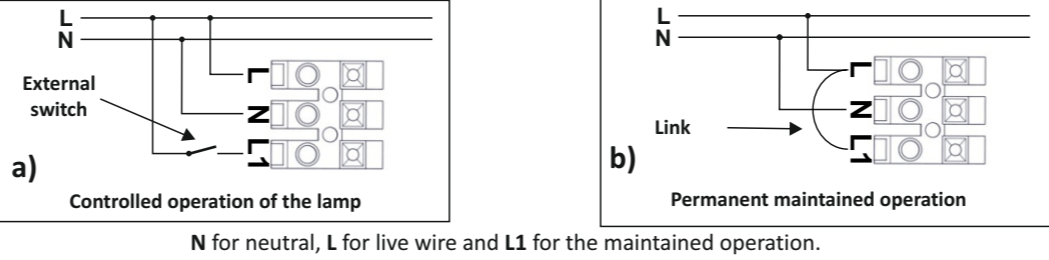 L
N
External
switch
L
N
L1
a)
Controlled operation of the lamp
L
N
Link
L
N
L1
b)
Permanent maintained operation
N for neutral, L for live wire and L1 for the maintained operation.